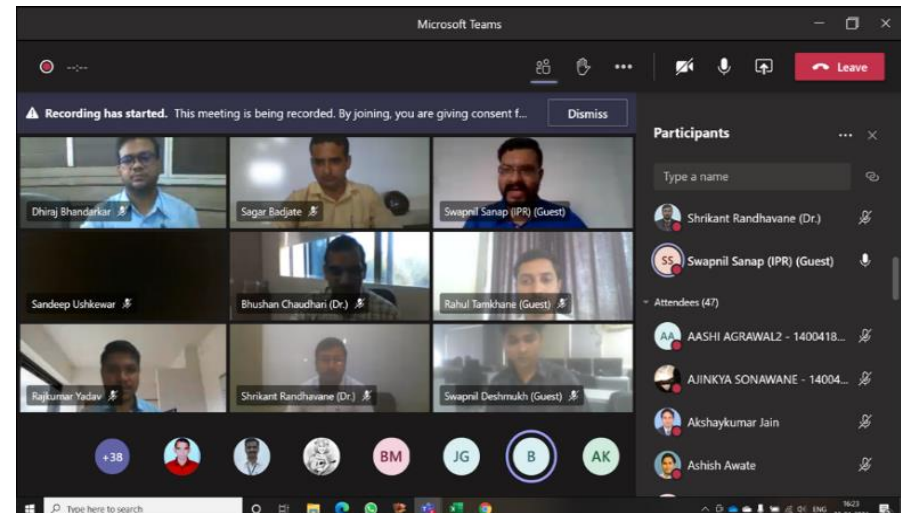 Microsoft Teams
--:--
Leave
Recording has started. This meeting is being recorded. By joining, you are giving consent f...
Dismiss
Participants
Type a name
Dhiraj Bhandarkar
Sagar Badjate
Swapnil Sanap (IPR) (Guest)
Shrikant Randhavane (Dr.)
SS
Swapnil Sanap (IPR) (Guest)
Sandeep Ushkewar
Bhushan Chaudhari (Dr.)
Rahul Tamkhane (Guest)
Attendees (47)
AA
AASHI AGRAWAL2 - 1400418...
Rajkumar Yadav
Shrikant Randhavane (Dr.)
Swapnil Deshmukh (Guest)
AJINKYA SONAWANE - 14004...
Akshaykumar Jain
+38
BM
JG
B
AK
Ashish Awate
Type here to search
ENG
16:23